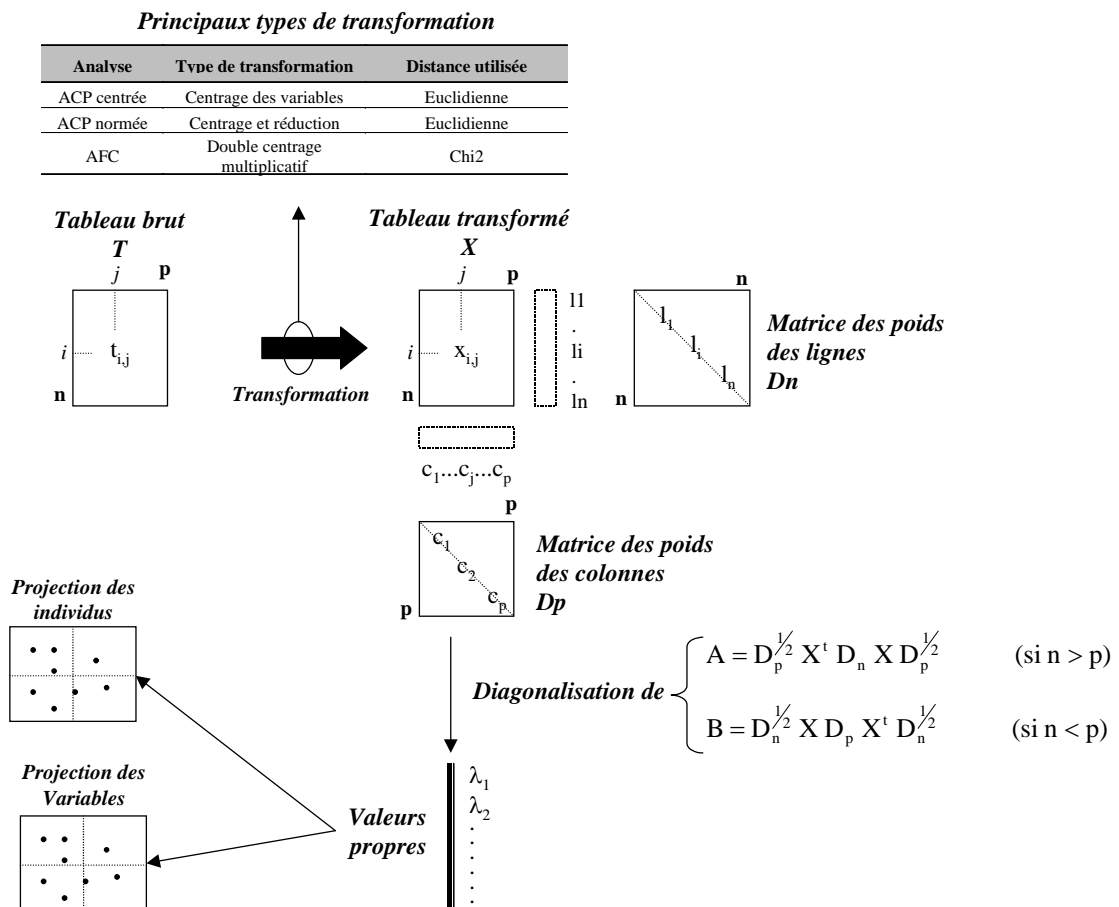 Principaux types de transformation
Analyse Type de transformation Distance utilisée
ACP centrée Centrage des variables Euclidienne
ACP normée Centrage et réduction Euclidienne
AFC Double centrage multiplicatif Chi2
Tableau brut
T
j p
i t_{i,j}
n
Transformation
Tableau transformé
X
j p
i x_{i,j}
n
l1
.
li
.
ln
n
l_1
l_i
l_n
n
Matrice des poids
des lignes
Dn
c_1...c_j...c_p
p
c_1
c_2
c_p
p
Matrice des poids
des colonnes
Dp
Projection des
individus
Diagonalisation de
A = D_p^{1/2} X^t D_n X D_p^{1/2} (si n > p)
B = D_n^{1/2} X D_p X^t D_n^{1/2} (si n < p)
Projection des
Variables
Valeurs
propres
λ_1
λ_2
.
.
.
.
.